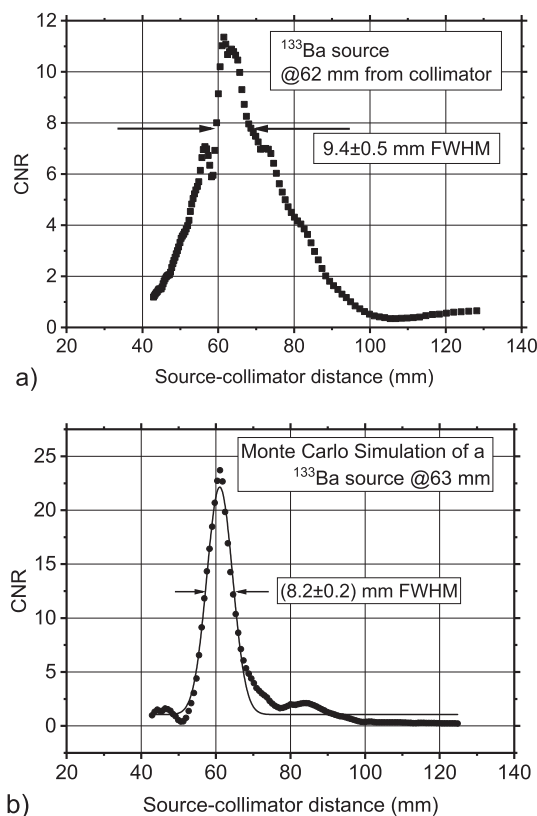 12
10
8
6
4
2
0
CNR
¹³³Ba source
@62 mm from collimator
9.4±0.5 mm FWHM
20 40 60 80 100 120 140
Source-collimator distance (mm)
a)
25
20
15
10
5
0
CNR
Monte Carlo Simulation of a
¹³³Ba source @63 mm
(8.2±0.2) mm FWHM
20 40 60 80 100 120 140
Source-collimator distance (mm)
b)